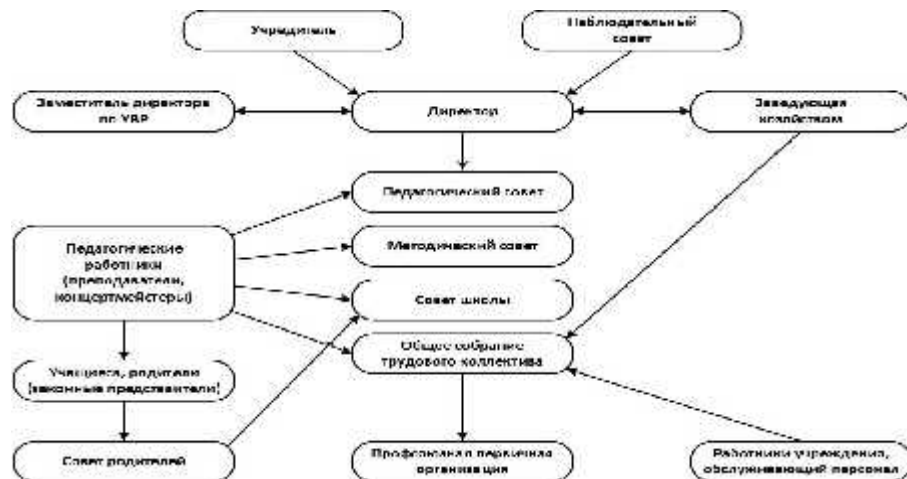 Учредитель
Наблюдательный
совет
Заместитель директора
по УВР
Директор
Заведующая
хозяйством
Педагогический совет
Педагогические
работники
(преподаватели,
концертмейстеры)
Методический совет
Совет школы
Общее собрание
трудового коллектива
Учащиеся, родители
(законные представители)
Совет родителей
Профсоюзная первичная
организация
Работники учреждения,
обслуживающий персонал